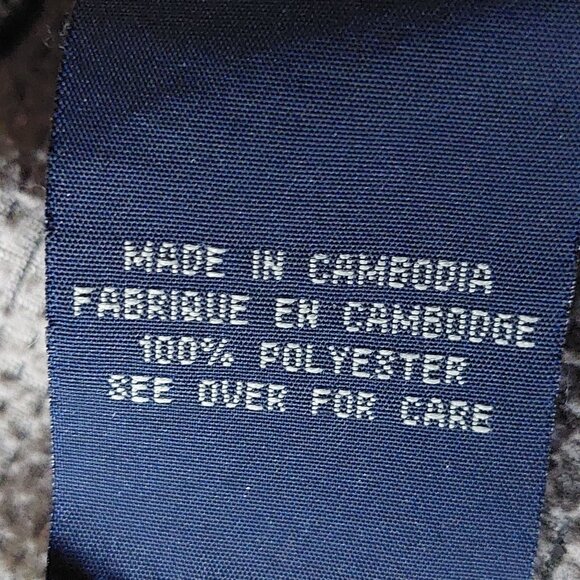 MADE IN CAMBODIA
FABRIQUE EN CAMBODGE
100% POLYESTER
SEE OVER FOR CARE